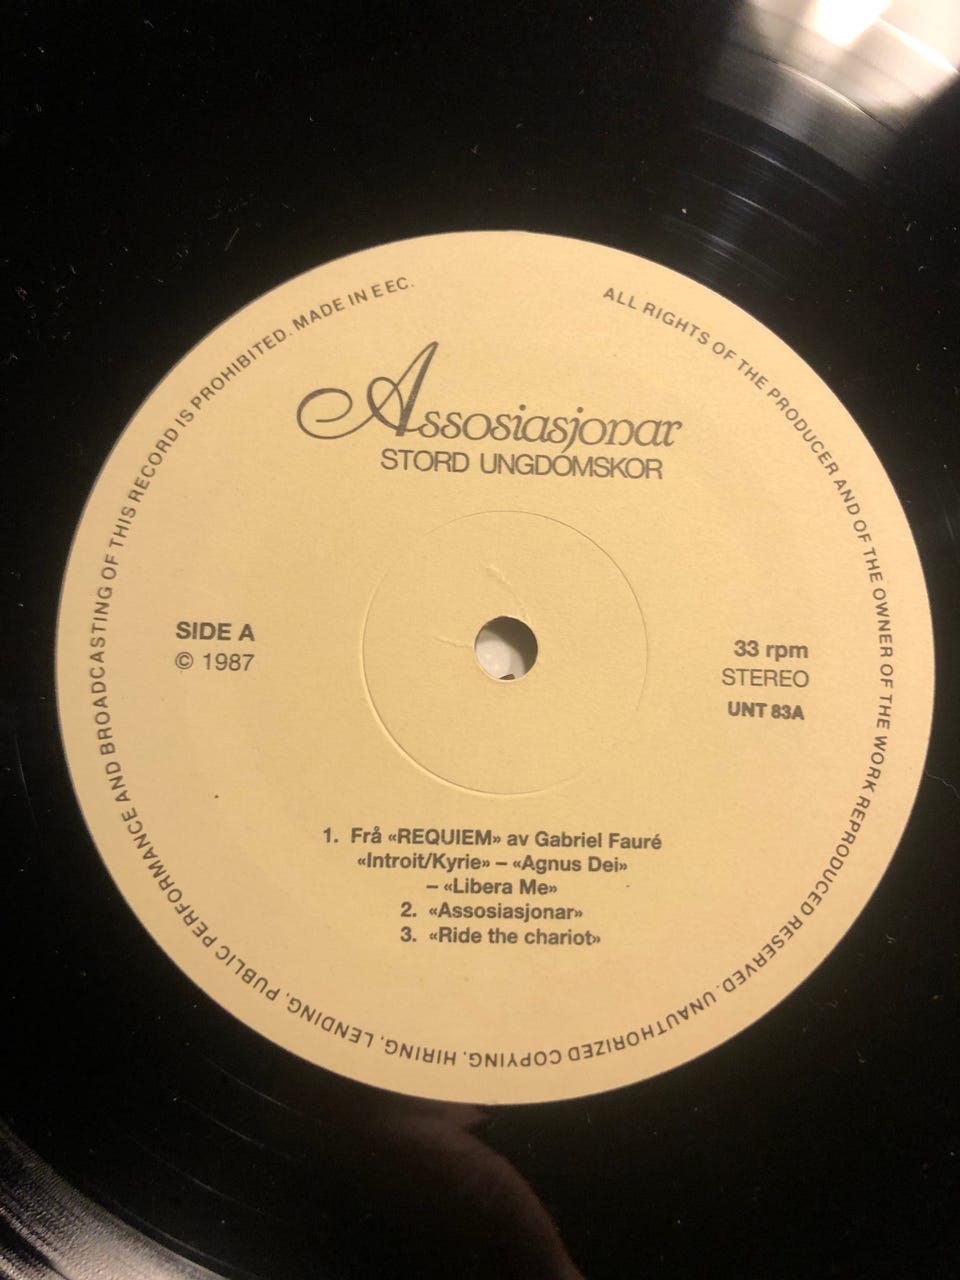 ALL RIGHTS OF THE PRODUCER AND OF THE OWNER OF THE WORK REPRODUCED RESERVED. UNAUTHORIZED COPYING. HIRING, LENDING, PUBLIC PERFORMANCE AND BROADCASTING OF THIS RECORD IS PROHIBITED. MADE IN EEC.
Assosiasjonar
STORD UNGDOMSKOR
SIDE A
© 1987
33 rpm
STEREO
UNT 83A
1. Frå «REQUIEM» av Gabriel Fauré
«Introit/Kyrie» – «Agnus Dei»
– «Libera Me»
2. «Assosiasjonar»
3. «Ride the chariot»